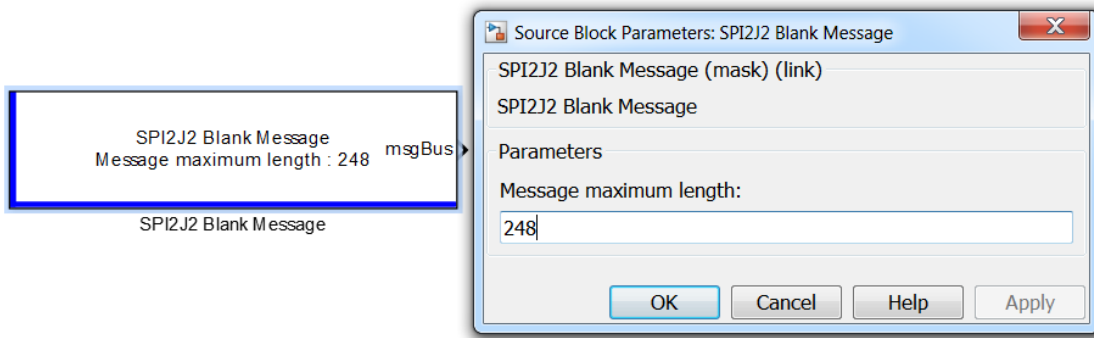 SPI2J2 Blank Message
Message maximum length : 248
msgBus
SPI2J2 Blank Message
Source Block Parameters: SPI2J2 Blank Message
SPI2J2 Blank Message (mask) (link)
SPI2J2 Blank Message
Parameters
Message maximum length:
248
OK Cancel Help Apply